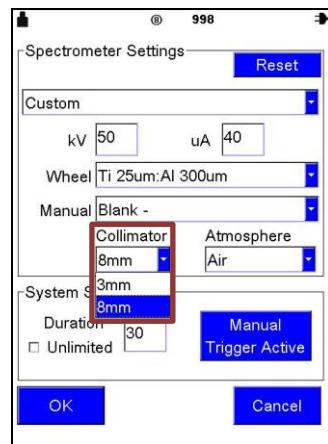 ® 998
Spectrometer Settings
Reset
Custom
kV 50 uA 40
Wheel Ti 25um:Al 300um
Manual Blank -
Collimator Atmosphere
8mm Air
3mm
8mm
System S
Duration 30
Unlimited
Manual
Trigger Active
OK Cancel